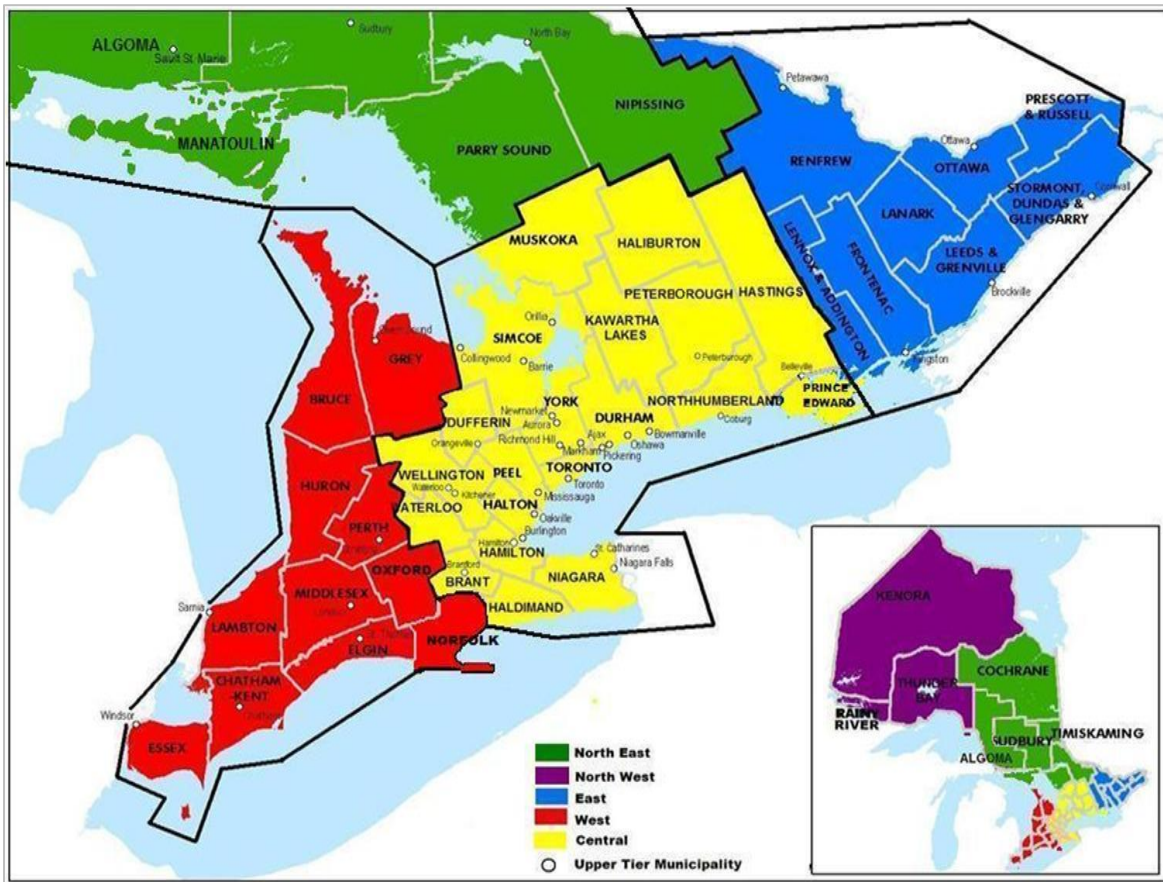 ALGOMA
Sault St. Marie
Sudbury
North Bay
MANATOULIN
PARRY SOUND
NIPISSING
Petawawa
RENFREW
Ottawa
OTTAWA
PRESCOTT
& RUSSELL
LANARK
STORMONT,
DUNDAS &
GLENGARRY
Cornwall
LEEDS &
GRENVILLE
Brockville
FRONTENAC
LENNOX & ADDINGTON
Kingston
MUSKOKA
HALIBURTON
PETERBOROUGH
HASTINGS
KAWARTHA
LAKES
Orillia
SIMCOE
Collingwood
Barrie
Peterborough
Belleville
PRINCE
EDWARD
NORTHHUMBERLAND
Coburg
YORK
Newmarket
Aurora
Richmond Hill
DURHAM
Ajax
Bowmanville
Oshawa
Markham
Pickering
DUFFERIN
Orangeville
WELLINGTON
PEEL
TORONTO
Toronto
Waterloo
Kitchener
WATERLOO
HALTON
Mississauga
Oakville
Burlington
Hamilton
HAMILTON
Brantford
BRANT
St. Catharines
Niagara Falls
NIAGARA
HALDIMAND
Owen Sound
GREY
BRUCE
HURON
PERTH
OXFORD
MIDDLESEX
Sarnia
LAMBTON
St. Thomas
ELGIN
NORFOLK
CHATHAM
-KENT
Chatham
Windsor
ESSEX
North East
North West
East
West
Central
Upper Tier Municipality
KENORA
COCHRANE
THUNDER
BAY
RAINY
RIVER
TIMISKAMING
SUDBURY
ALGOMA